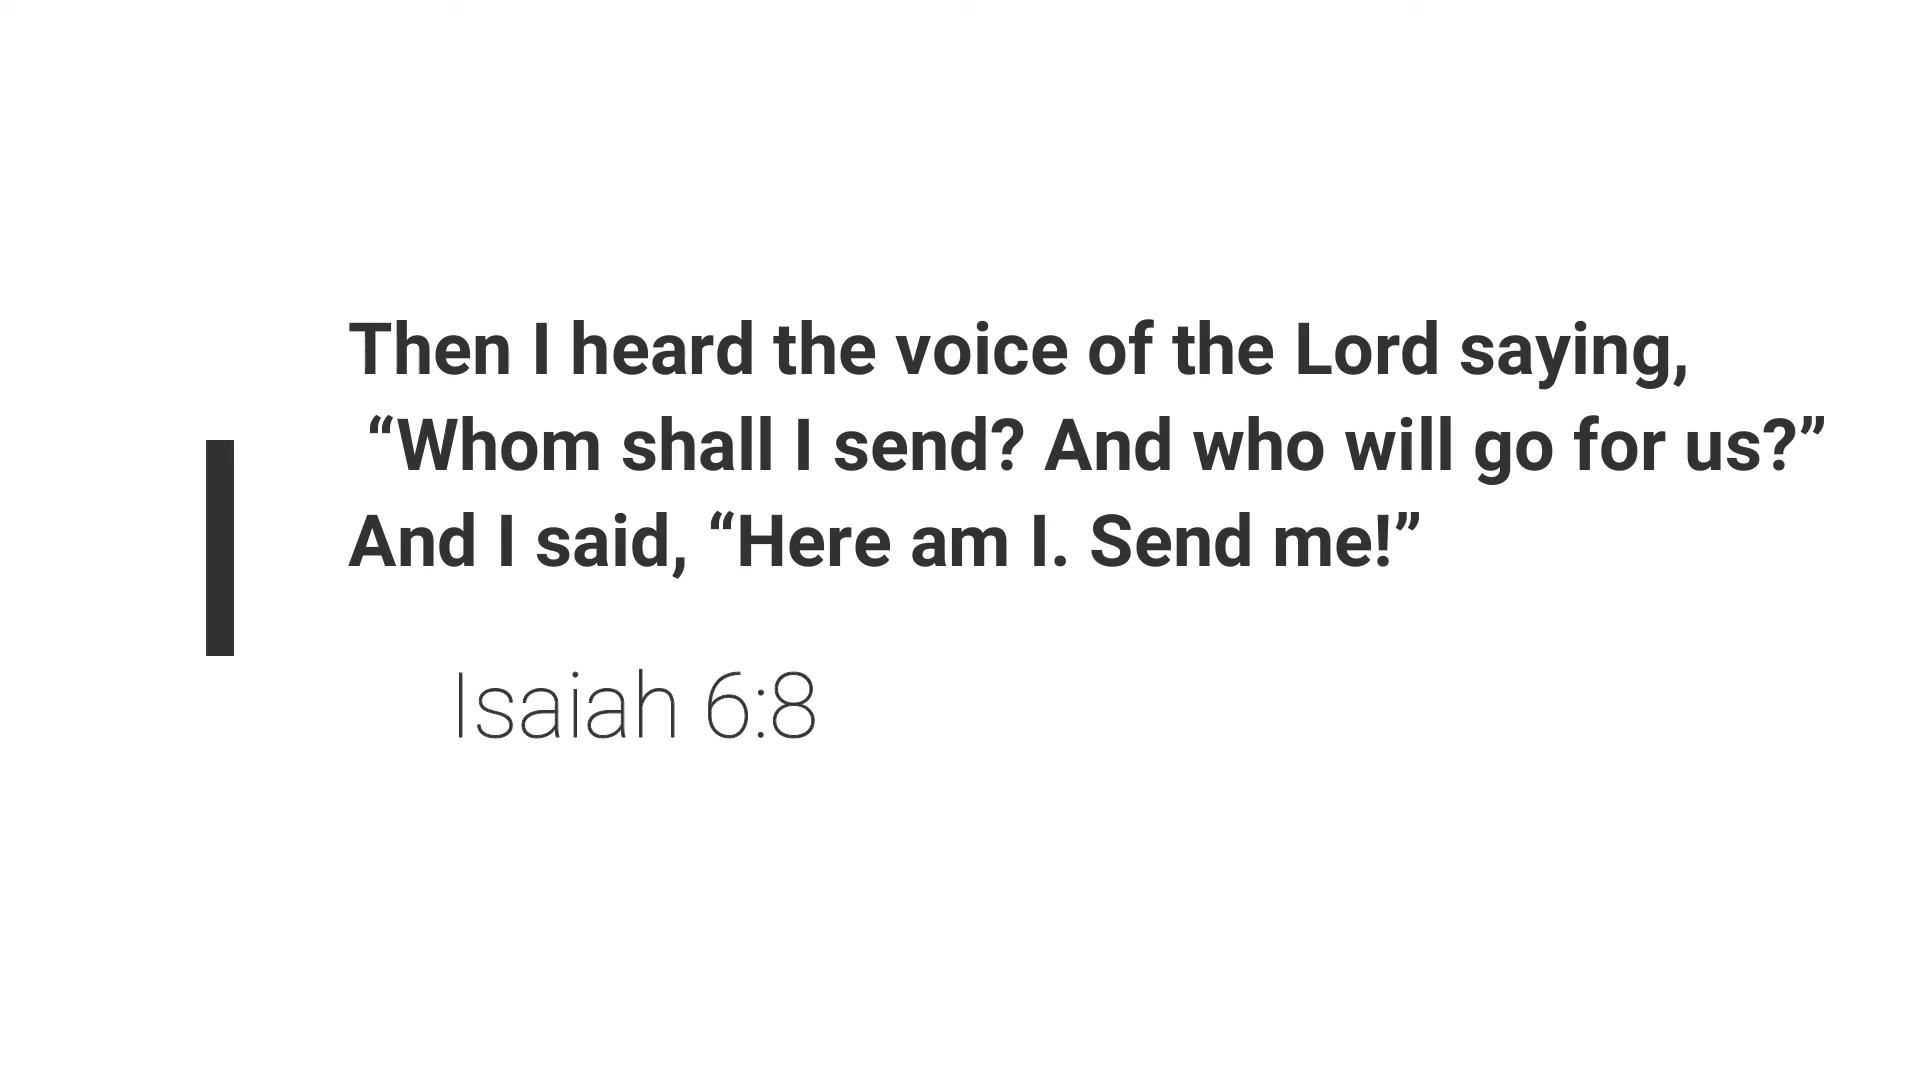 Then I heard the voice of the Lord saying,
“Whom shall I send? And who will go for us?”
And I said, “Here am I. Send me!”
Isaiah 6:8